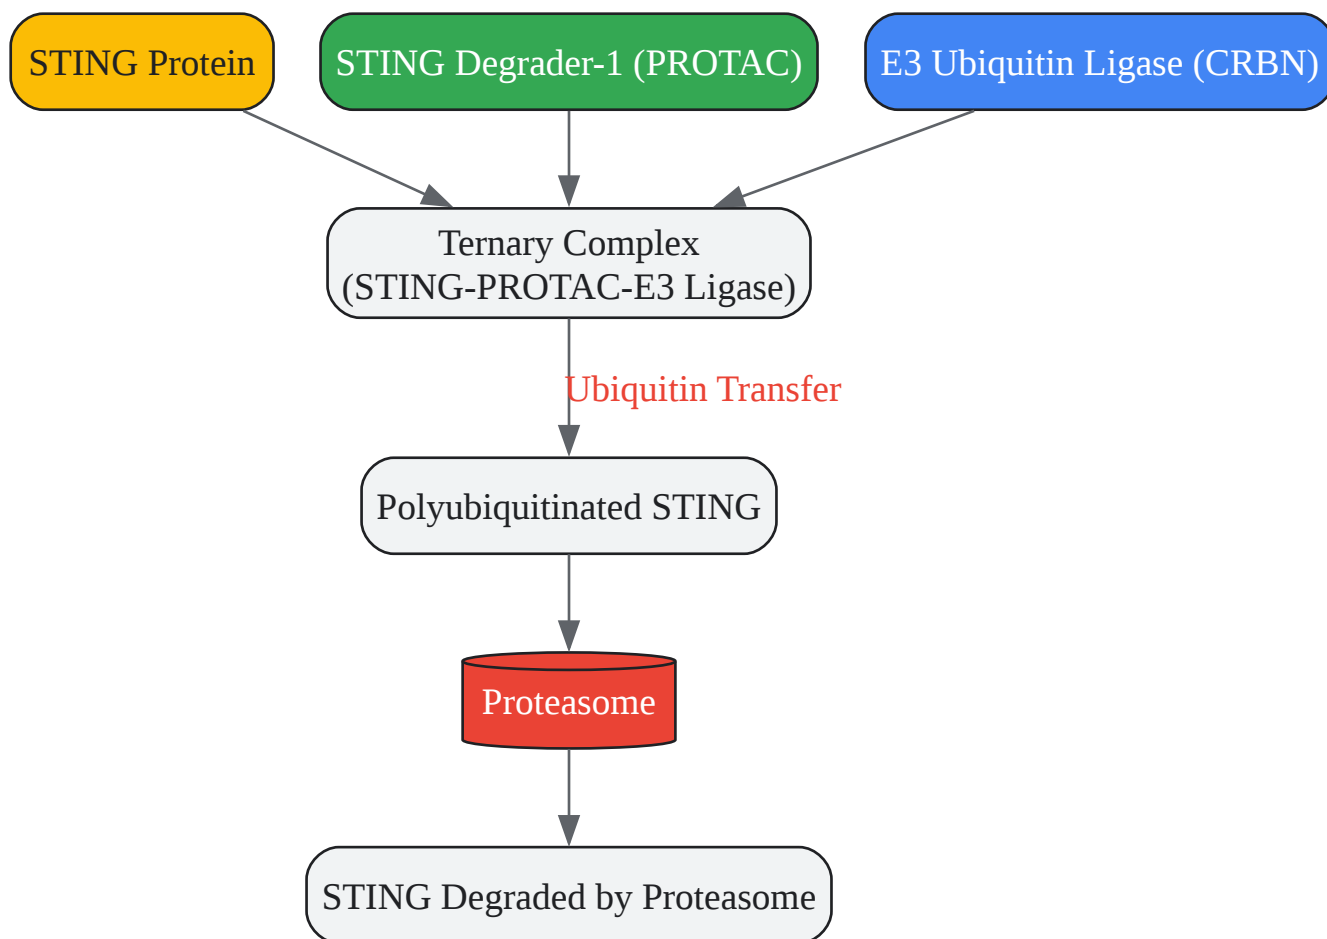 STING Protein
STING Degrader-1 (PROTAC)
E3 Ubiquitin Ligase (CRBN)
Ternary Complex
(STING-PROTAC-E3 Ligase)
Ubiquitin Transfer
Polyubiquitinated STING
Proteasome
STING Degraded by Proteasome